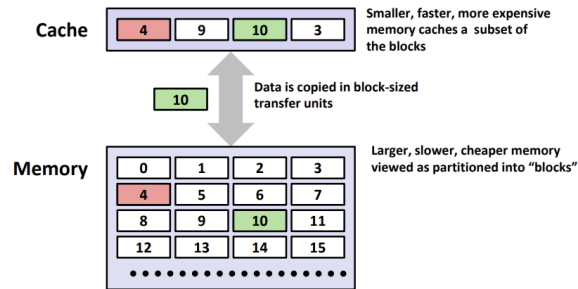 Cache
4 9 10 3
Smaller, faster, more expensive
memory caches a subset of
the blocks
10
Data is copied in block-sized
transfer units
Memory
0 1 2 3
4 5 6 7
8 9 10 11
12 13 14 15
Larger, slower, cheaper memory
viewed as partitioned into “blocks”